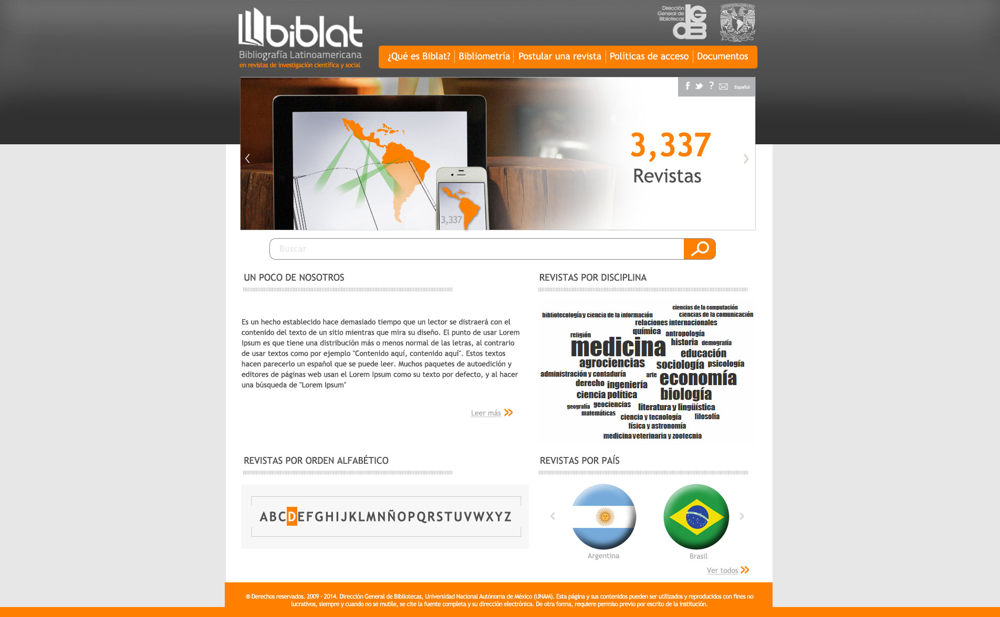 biblat
Bibliografía Latinoamericana
en revistas de investigación científica y social
Dirección
General de
Bibliotecas
DGB
¿Qué es Biblat? Bibliometría Postular una revista Políticas de acceso Documentos
Español
3,337
Revistas
3,337
Buscar
UN POCO DE NOSOTROS
Es un hecho establecido hace demasiado tiempo que un lector se distraerá con el
contenido del texto de un sitio mientras que mira su diseño. El punto de usar Lorem
Ipsum es que tiene una distribución más o menos normal de las letras, al contrario
de usar textos como por ejemplo "Contenido aquí, contenido aquí". Estos textos
hacen parecerlo un español que se puede leer. Muchos paquetes de autoedición y
editores de páginas web usan el Lorem Ipsum como su texto por defecto, y al hacer
una búsqueda de "Lorem Ipsum"
Leer más
REVISTAS POR DISCIPLINA
ciencias de la computación
bibliotecología y ciencia de la información ciencias de la comunicación
relaciones internacionales
religión química antropología
medicina historia demografía
educación
agrociencias sociología psicología
administración y contaduría arte economía
derecho ingeniería
ciencia política biología
geografía geociencias literatura y lingüística
matemáticas ciencia y tecnología filosofía
física y astronomía
medicina veterinaria y zootecnia
REVISTAS POR ORDEN ALFABÉTICO
A B C D E F G H I J K L M N Ñ O P Q R S T U V W X Y Z
REVISTAS POR PAÍS
Argentina Brasil
Ver todos
® Derechos reservados. 2009 - 2014. Dirección General de Bibliotecas, Universidad Nacional Autónoma de México (UNAM). Esta página y sus contenidos pueden ser utilizados y reproducidos con fines no
lucrativos, siempre y cuando no se mutile, se cite la fuente completa y su dirección electrónica. De otra forma, requiere permiso previo por escrito de la institución.